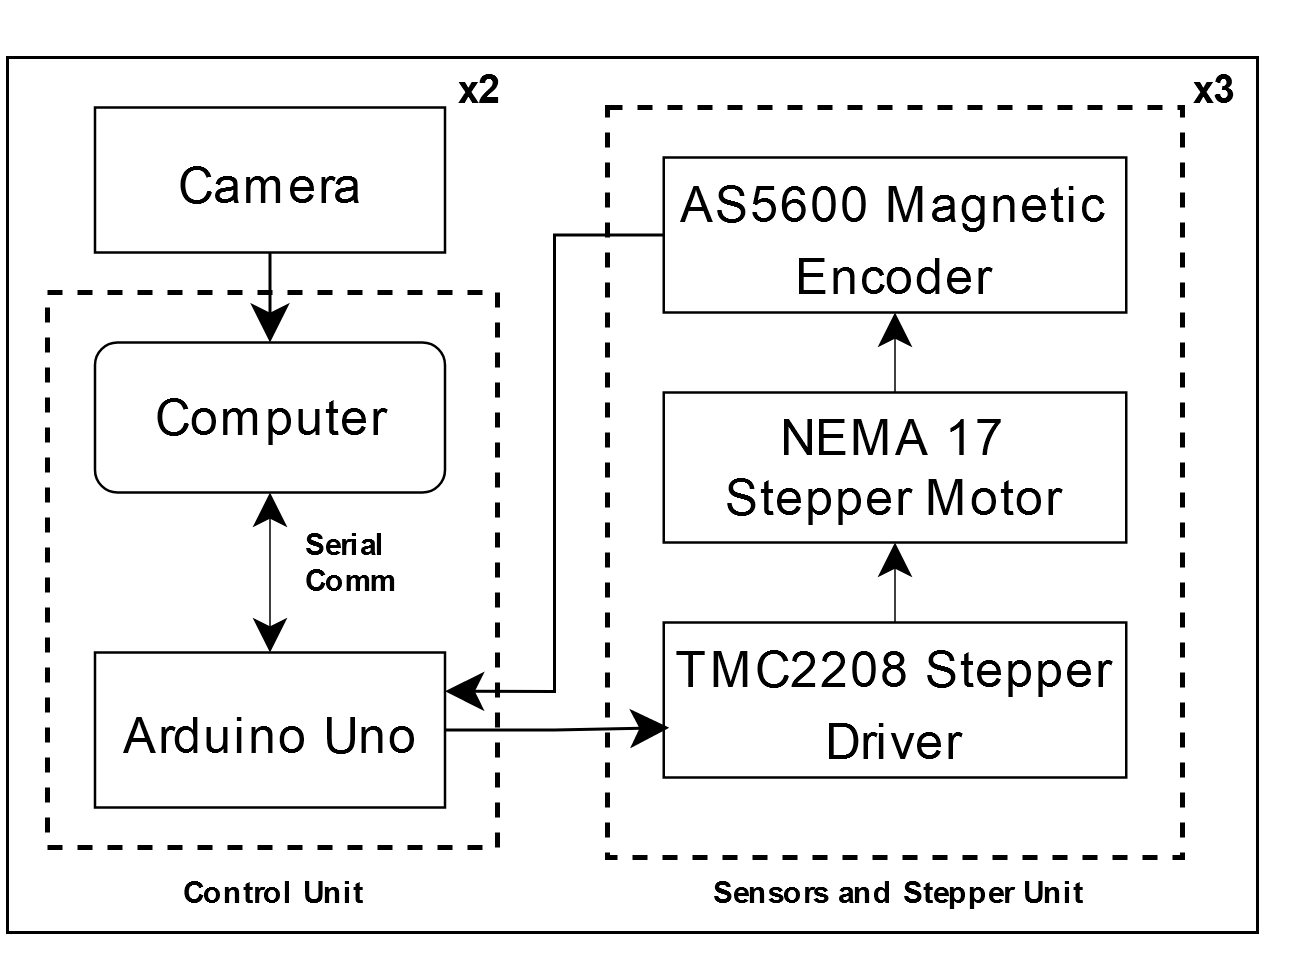 x2
Camera
Computer
Serial
Comm
Arduino Uno
Control Unit
x3
AS5600 Magnetic
Encoder
NEMA 17
Stepper Motor
TMC2208 Stepper
Driver
Sensors and Stepper Unit